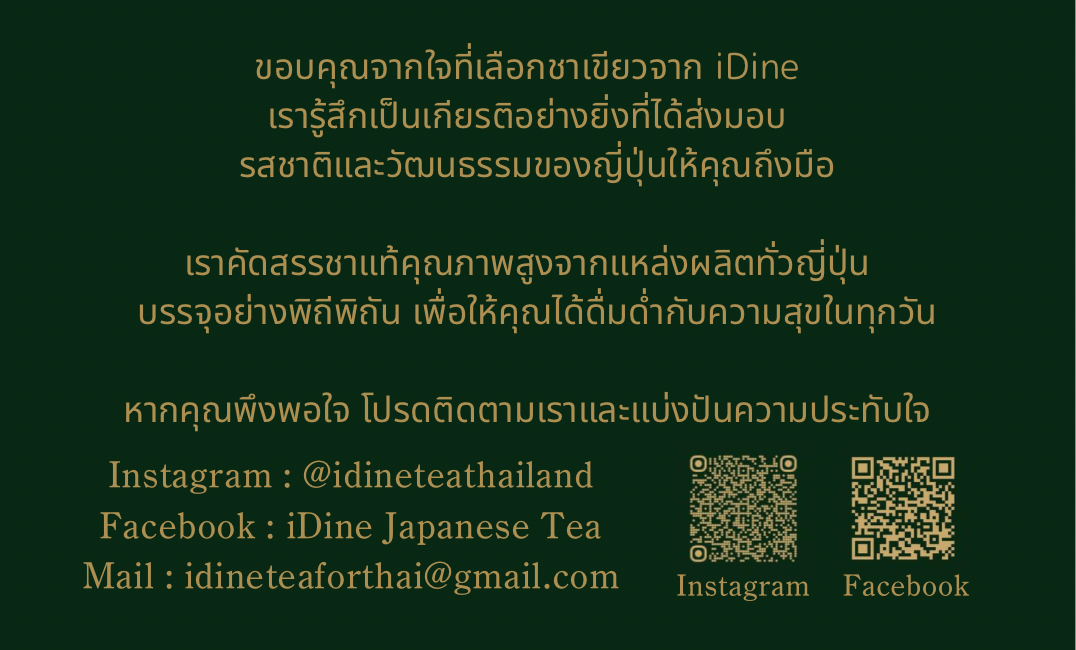 ขอบคุณจากใจที่เลือกชาเขียวจาก iDine
เรารู้สึกเป็นเกียรติอย่างยิ่งที่ได้ส่งมอบ
รสชาติและวัฒนธรรมของญี่ปุ่นให้คุณถึงมือ
เราคัดสรรชาแท้คุณภาพสูงจากแหล่งผลิตทั่วญี่ปุ่น
บรรจุอย่างพิถีพิถัน เพื่อให้คุณได้ดื่มด่ำกับความสุขในทุกวัน
หากคุณพึงพอใจ โปรดติดตามเราและแบ่งปันความประทับใจ
Instagram : @idineteathailand
Facebook : iDine Japanese Tea
Mail : idineteaforthai@gmail.com
Instagram
Facebook